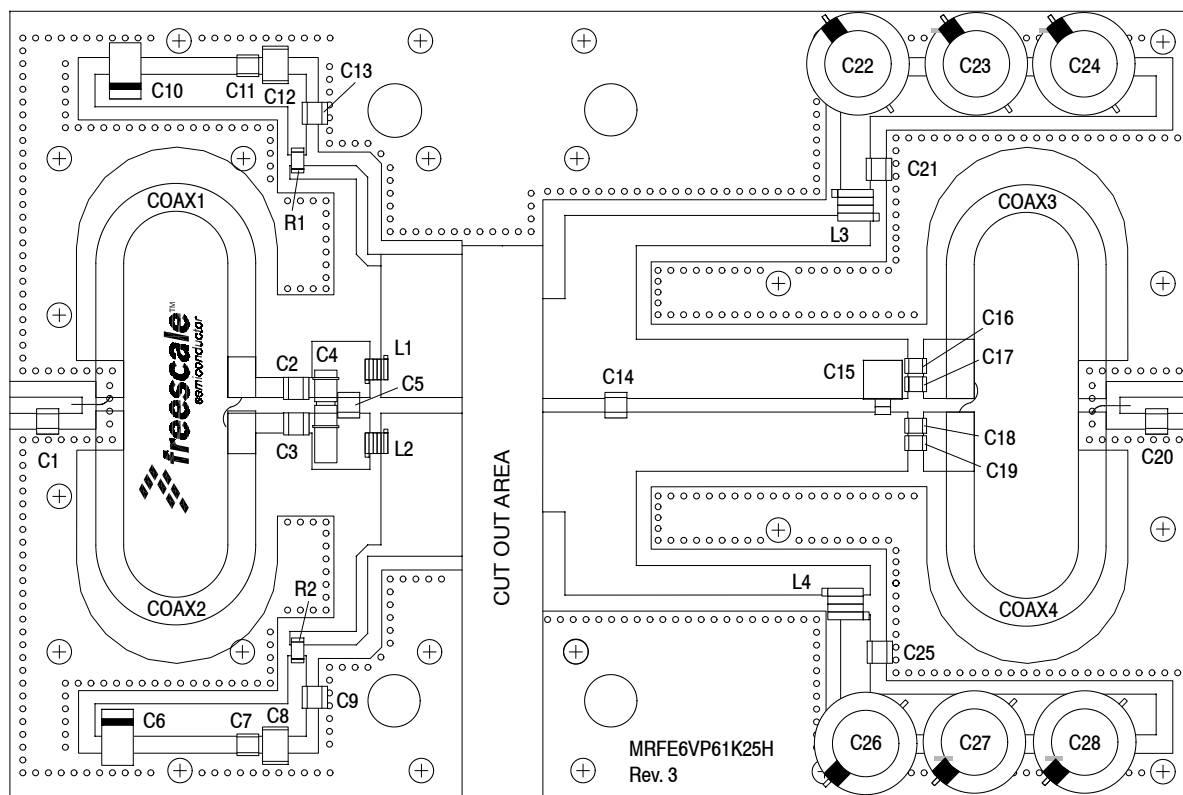 C22
C23
C24
C10
C11
C12
C13
R1
C21
L3
COAX1
COAX3
freescale™
semiconductor
C2
C4
L1
C5
C14
C15
C16
C17
C1
C3
L2
C18
C19
C20
CUT OUT AREA
R2
L4
COAX2
COAX4
C25
C9
C6
C7
C8
C26
C27
C28
MRFE6VP61K25H
Rev. 3